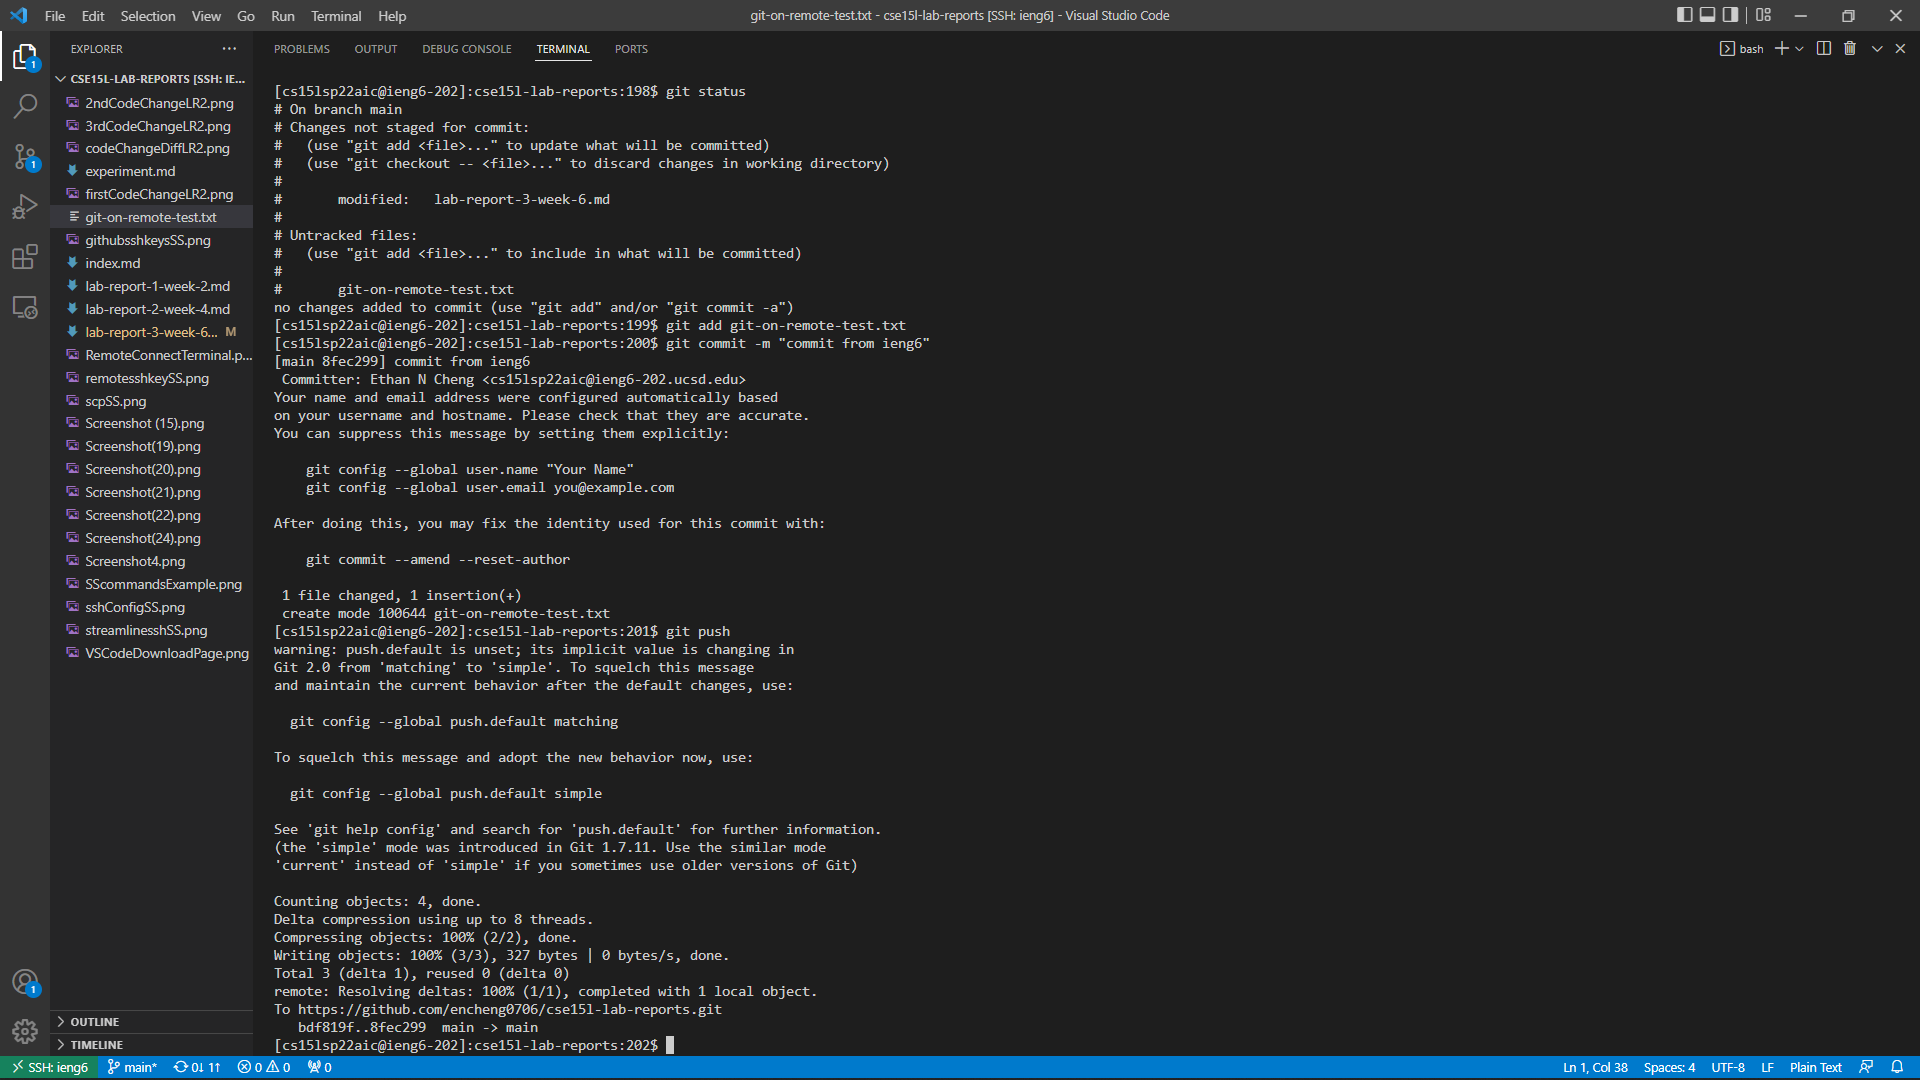 File Edit Selection View Go Run Terminal Help
git-on-remote-test.txt - cse15l-lab-reports [SSH: ieng6] - Visual Studio Code
EXPLORER
CSE15L-LAB-REPORTS [SSH: IE...
2ndCodeChangeLR2.png
3rdCodeChangeLR2.png
codeChangeDiffLR2.png
experiment.md
firstCodeChangeLR2.png
git-on-remote-test.txt
githubsshkeysSS.png
index.md
lab-report-1-week-2.md
lab-report-2-week-4.md
lab-report-3-week-6... M
RemoteConnectTerminal.p...
remotesshkeySS.png
scpSS.png
Screenshot (15).png
Screenshot(19).png
Screenshot(20).png
Screenshot(21).png
Screenshot(22).png
Screenshot(24).png
Screenshot4.png
SScommandsExample.png
sshConfigSS.png
streamlinesshSS.png
VSCodeDownloadPage.png
OUTLINE
TIMELINE
1
1
1
PROBLEMS OUTPUT DEBUG CONSOLE TERMINAL PORTS
bash
[cs15lsp22aic@ieng6-202]:cse15l-lab-reports:198$ git status
# On branch main
# Changes not staged for commit:
#   (use "git add <file>..." to update what will be committed)
#   (use "git checkout -- <file>..." to discard changes in working directory)
#
#       modified:   lab-report-3-week-6.md
#
# Untracked files:
#   (use "git add <file>..." to include in what will be committed)
#
#       git-on-remote-test.txt
no changes added to commit (use "git add" and/or "git commit -a")
[cs15lsp22aic@ieng6-202]:cse15l-lab-reports:199$ git add git-on-remote-test.txt
[cs15lsp22aic@ieng6-202]:cse15l-lab-reports:200$ git commit -m "commit from ieng6"
[main 8fec299] commit from ieng6
 Committer: Ethan N Cheng <cs15lsp22aic@ieng6-202.ucsd.edu>
Your name and email address were configured automatically based
on your username and hostname. Please check that they are accurate.
You can suppress this message by setting them explicitly:
    git config --global user.name "Your Name"
    git config --global user.email you@example.com
After doing this, you may fix the identity used for this commit with:
    git commit --amend --reset-author
 1 file changed, 1 insertion(+)
 create mode 100644 git-on-remote-test.txt
[cs15lsp22aic@ieng6-202]:cse15l-lab-reports:201$ git push
warning: push.default is unset; its implicit value is changing in
Git 2.0 from 'matching' to 'simple'. To squelch this message
and maintain the current behavior after the default changes, use:
  git config --global push.default matching
To squelch this message and adopt the new behavior now, use:
  git config --global push.default simple
See 'git help config' and search for 'push.default' for further information.
(the 'simple' mode was introduced in Git 1.7.11. Use the similar mode
'current' instead of 'simple' if you sometimes use older versions of Git)
Counting objects: 4, done.
Delta compression using up to 8 threads.
Compressing objects: 100% (2/2), done.
Writing objects: 100% (3/3), 327 bytes | 0 bytes/s, done.
Total 3 (delta 1), reused 0 (delta 0)
remote: Resolving deltas: 100% (1/1), completed with 1 local object.
To https://github.com/encheng0706/cse15l-lab-reports.git
   bdf819f..8fec299  main -> main
[cs15lsp22aic@ieng6-202]:cse15l-lab-reports:202$
SSH: ieng6 main* 0↓ 1↑ 0 0 0 Ln 1, Col 38 Spaces: 4 UTF-8 LF Plain Text